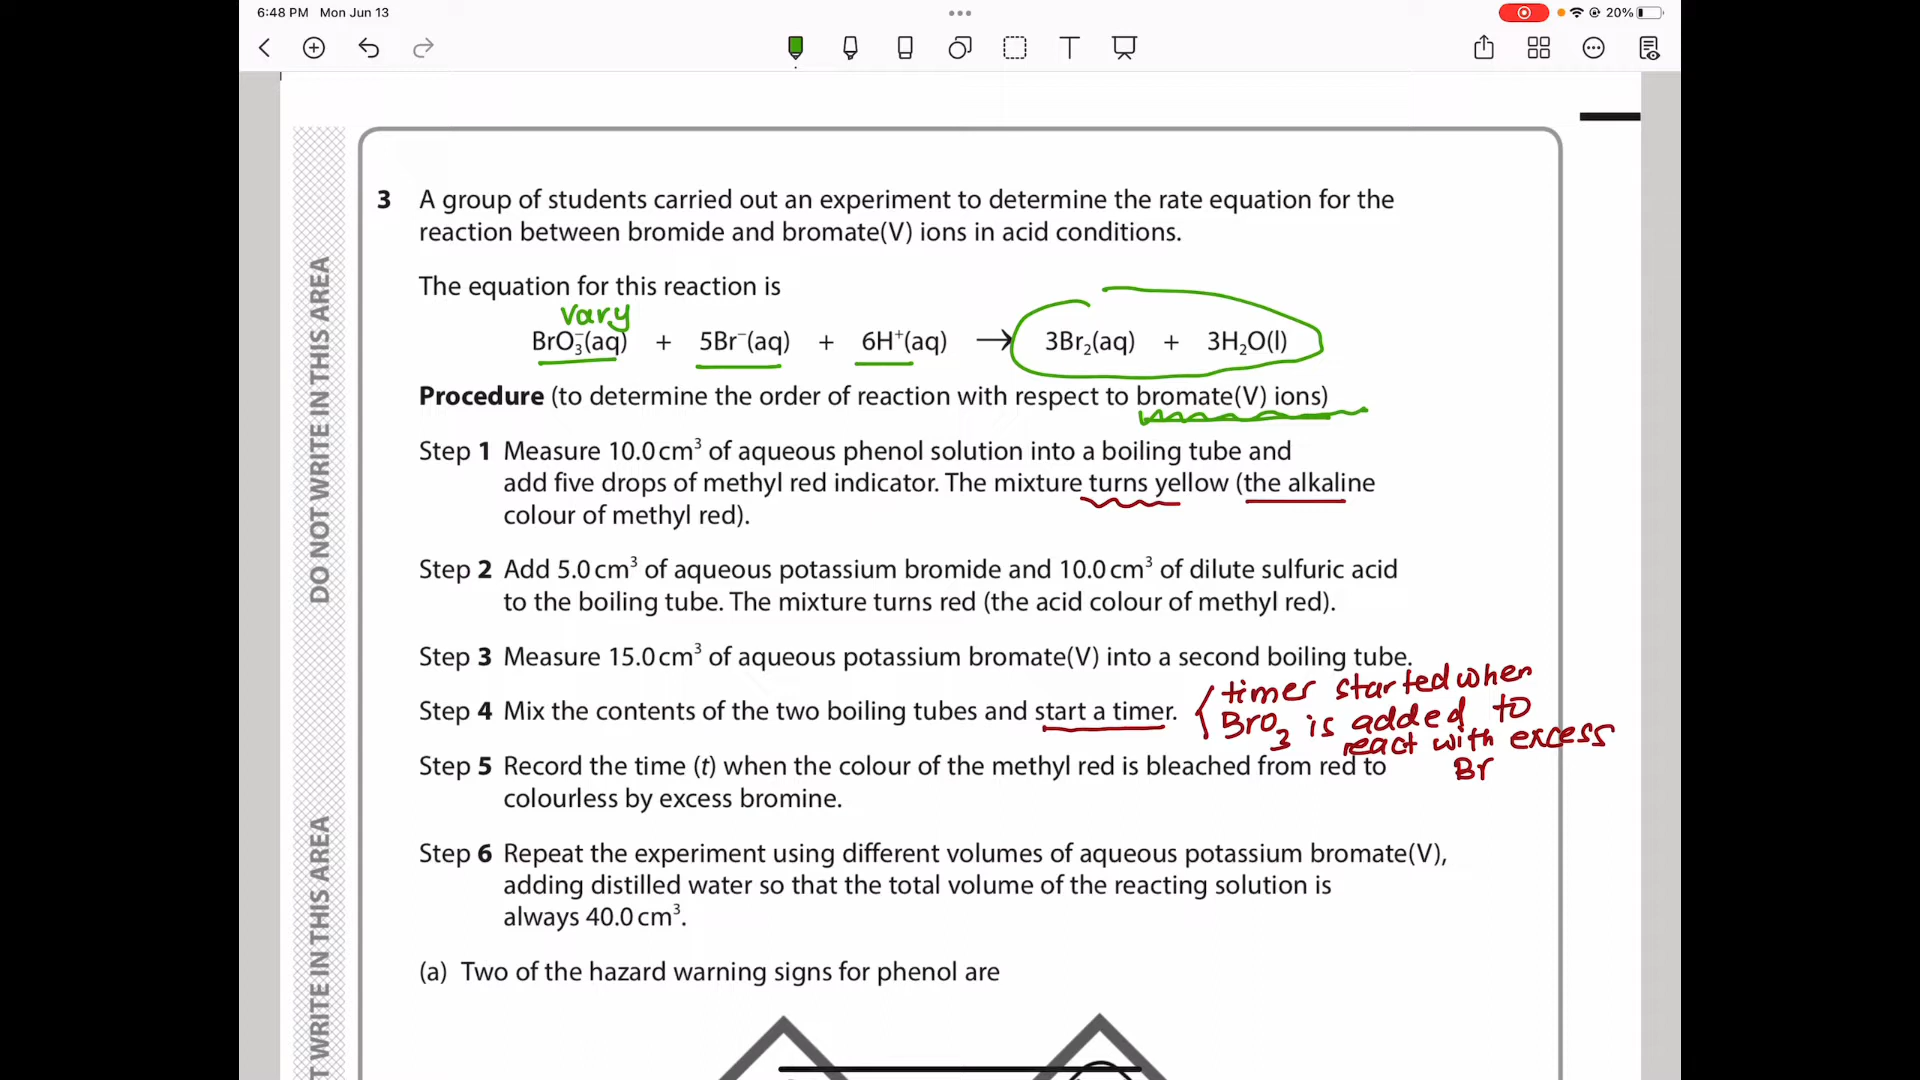 6:48 PM Mon Jun 13
20%
T
3 A group of students carried out an experiment to determine the rate equation for the
reaction between bromide and bromate(V) ions in acid conditions.
The equation for this reaction is
vary
BrO₃⁻(aq) + 5Br⁻(aq) + 6H⁺(aq) → 3Br₂(aq) + 3H₂O(l)
Procedure (to determine the order of reaction with respect to bromate(V) ions)
Step 1 Measure 10.0 cm³ of aqueous phenol solution into a boiling tube and
add five drops of methyl red indicator. The mixture turns yellow (the alkaline
colour of methyl red).
Step 2 Add 5.0 cm³ of aqueous potassium bromide and 10.0 cm³ of dilute sulfuric acid
to the boiling tube. The mixture turns red (the acid colour of methyl red).
Step 3 Measure 15.0 cm³ of aqueous potassium bromate(V) into a second boiling tube.
Step 4 Mix the contents of the two boiling tubes and start a timer.
timer started when
BrO₃ is added to
react with excess
Br
Step 5 Record the time (t) when the colour of the methyl red is bleached from red to
colourless by excess bromine.
Step 6 Repeat the experiment using different volumes of aqueous potassium bromate(V),
adding distilled water so that the total volume of the reacting solution is
always 40.0 cm³.
(a) Two of the hazard warning signs for phenol are
DO NOT WRITE IN THIS AREA
T WRITE IN THIS AREA